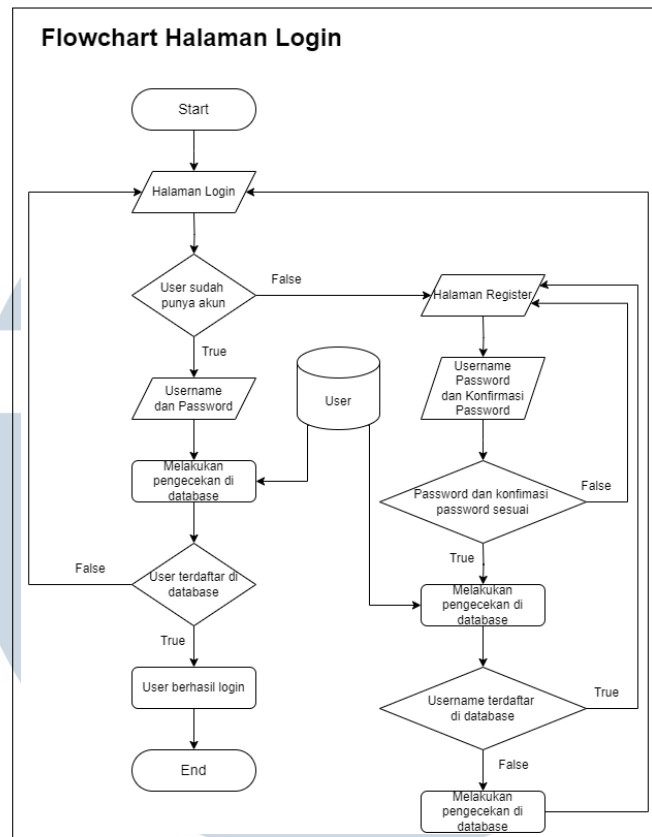 Flowchart Halaman Login
Start
Halaman Login
User sudah
punya akun
False
Halaman Register
True
Username
dan Password
User
Username
Password
dan Konfirmasi
Password
Melakukan
pengecekan di
database
Password dan konfimasi
password sesuai
False
True
False
User terdaftar di
database
Melakukan
pengecekan di
database
True
User berhasil login
Username terdaftar
di database
True
False
End
Melakukan
pengecekan di
database